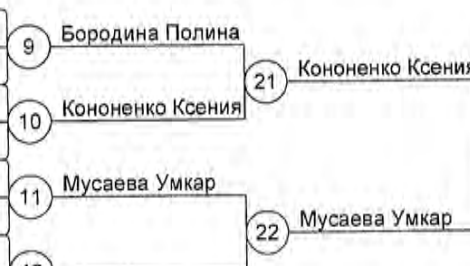 9 Бородина Полина
21 Кононенко Ксения
10 Кононенко Ксения
11 Мусаева Умкар
22 Мусаева Умкар